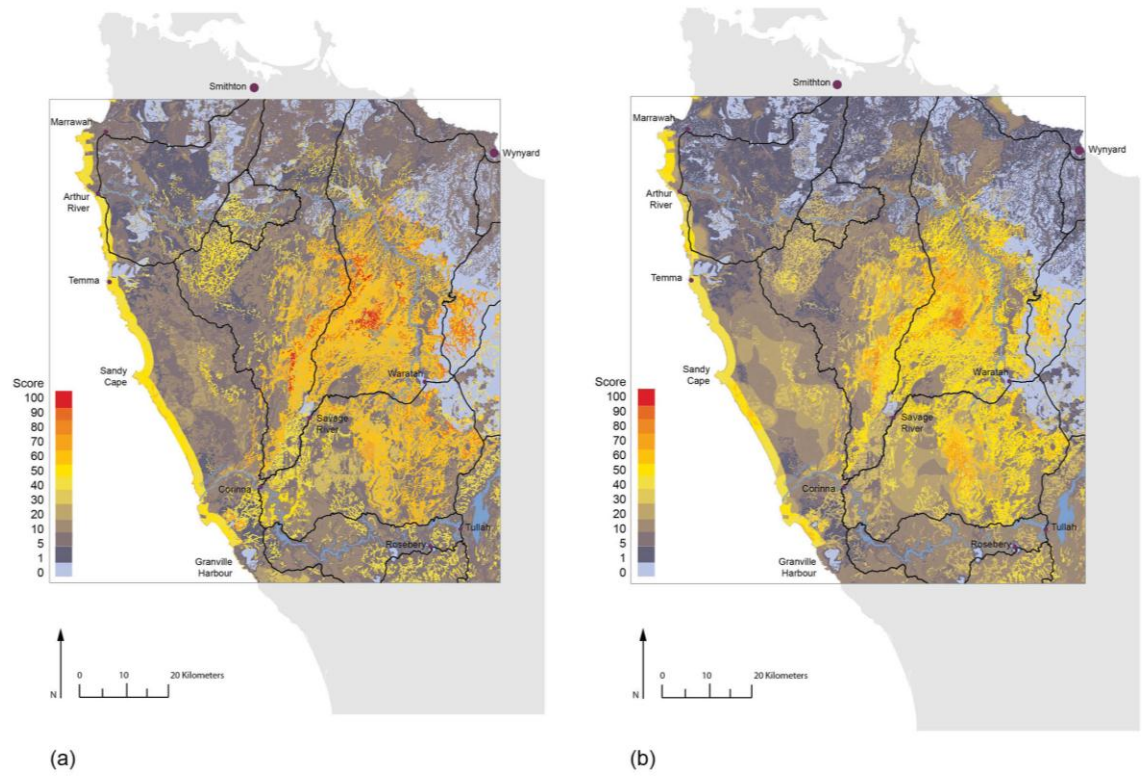 Smithton
Marrawah
Wynyard
Arthur
River
Temma
Sandy
Cape
Score
100
90
80
70
60
50
40
30
20
10
5
1
0
Waratah
Savage
River
Corinna
Tullah
Rosebery
Granville
Harbour
N
0 10 20 Kilometers
(a)
Smithton
Marrawah
Wynyard
Arthur
River
Temma
Sandy
Cape
Score
100
90
80
70
60
50
40
30
20
10
5
1
0
Waratah
Savage
River
Corinna
Tullah
Rosebery
Granville
Harbour
N
0 10 20 Kilometers
(b)